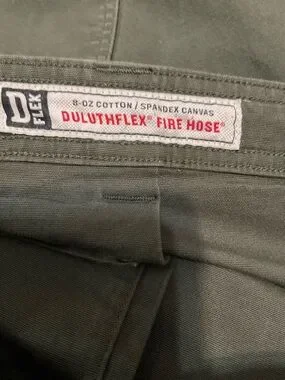 D
FLEX
8-OZ COTTON / SPANDEX CANVAS
DULUTHFLEX® FIRE HOSE®